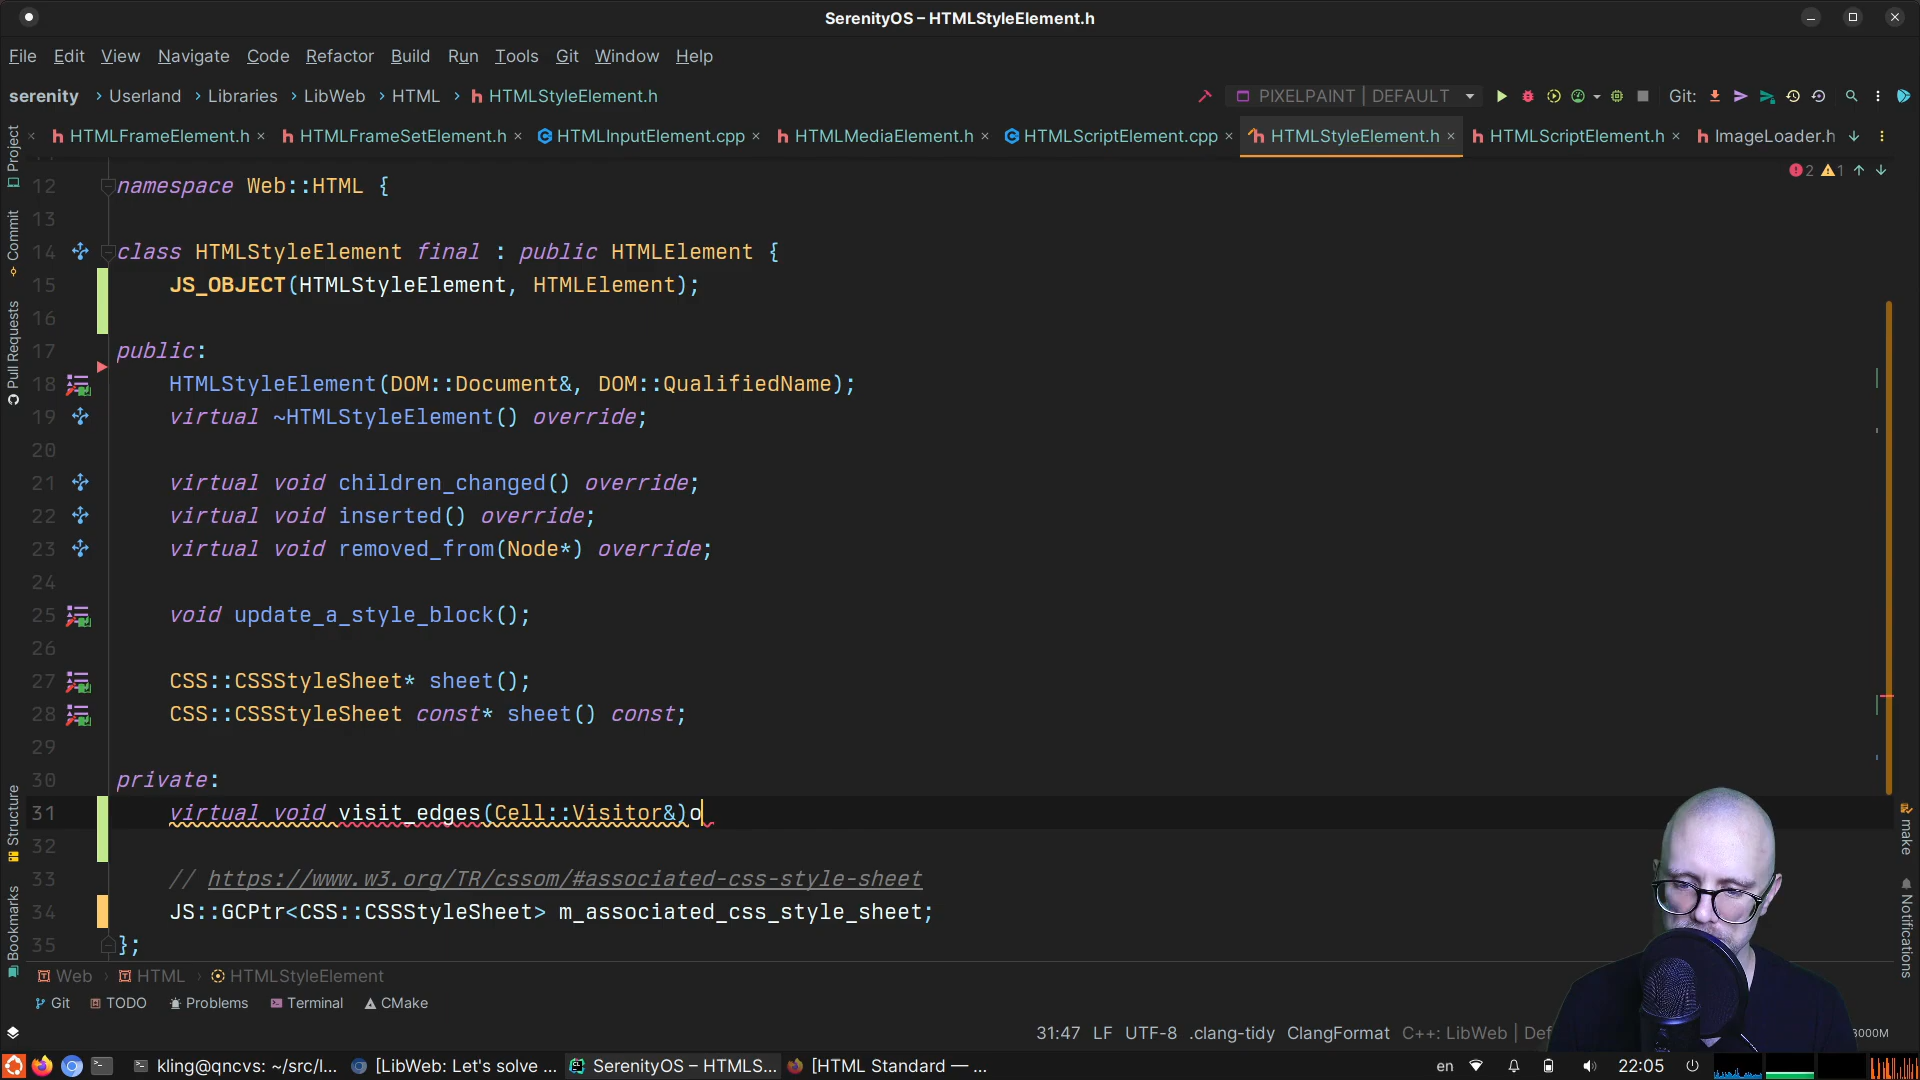 SerenityOS – HTMLStyleElement.h
File Edit View Navigate Code Refactor Build Run Tools Git Window Help
serenity › Userland › Libraries › LibWeb › HTML › HTMLStyleElement.h
PIXELPAINT | DEFAULT
Git:
HTMLFrameElement.h HTMLFrameSetElement.h HTMLInputElement.cpp HTMLMediaElement.h HTMLScriptElement.cpp HTMLStyleElement.h HTMLScriptElement.h ImageLoader.h
2 1
Project
Commit
Pull Requests
Structure
Bookmarks
12 namespace Web::HTML {
13
14 class HTMLStyleElement final : public HTMLElement {
15 JS_OBJECT(HTMLStyleElement, HTMLElement);
16
17 public:
18 HTMLStyleElement(DOM::Document&, DOM::QualifiedName);
19 virtual ~HTMLStyleElement() override;
20
21 virtual void children_changed() override;
22 virtual void inserted() override;
23 virtual void removed_from(Node*) override;
24
25 void update_a_style_block();
26
27 CSS::CSSStyleSheet* sheet();
28 CSS::CSSStyleSheet const* sheet() const;
29
30 private:
31 virtual void visit_edges(Cell::Visitor&)o
32
33 // https://www.w3.org/TR/cssom/#associated-css-style-sheet
34 JS::GCPtr<CSS::CSSStyleSheet> m_associated_css_style_sheet;
35 };
make
Notifications
Web › HTML › HTMLStyleElement
Git TODO Problems Terminal CMake
31:47 LF UTF-8 .clang-tidy ClangFormat C++: LibWeb | Def
3000M
kling@qncvs: ~/src/l... [LibWeb: Let's solve ... SerenityOS – HTMLS... [HTML Standard — ...
en 22:05